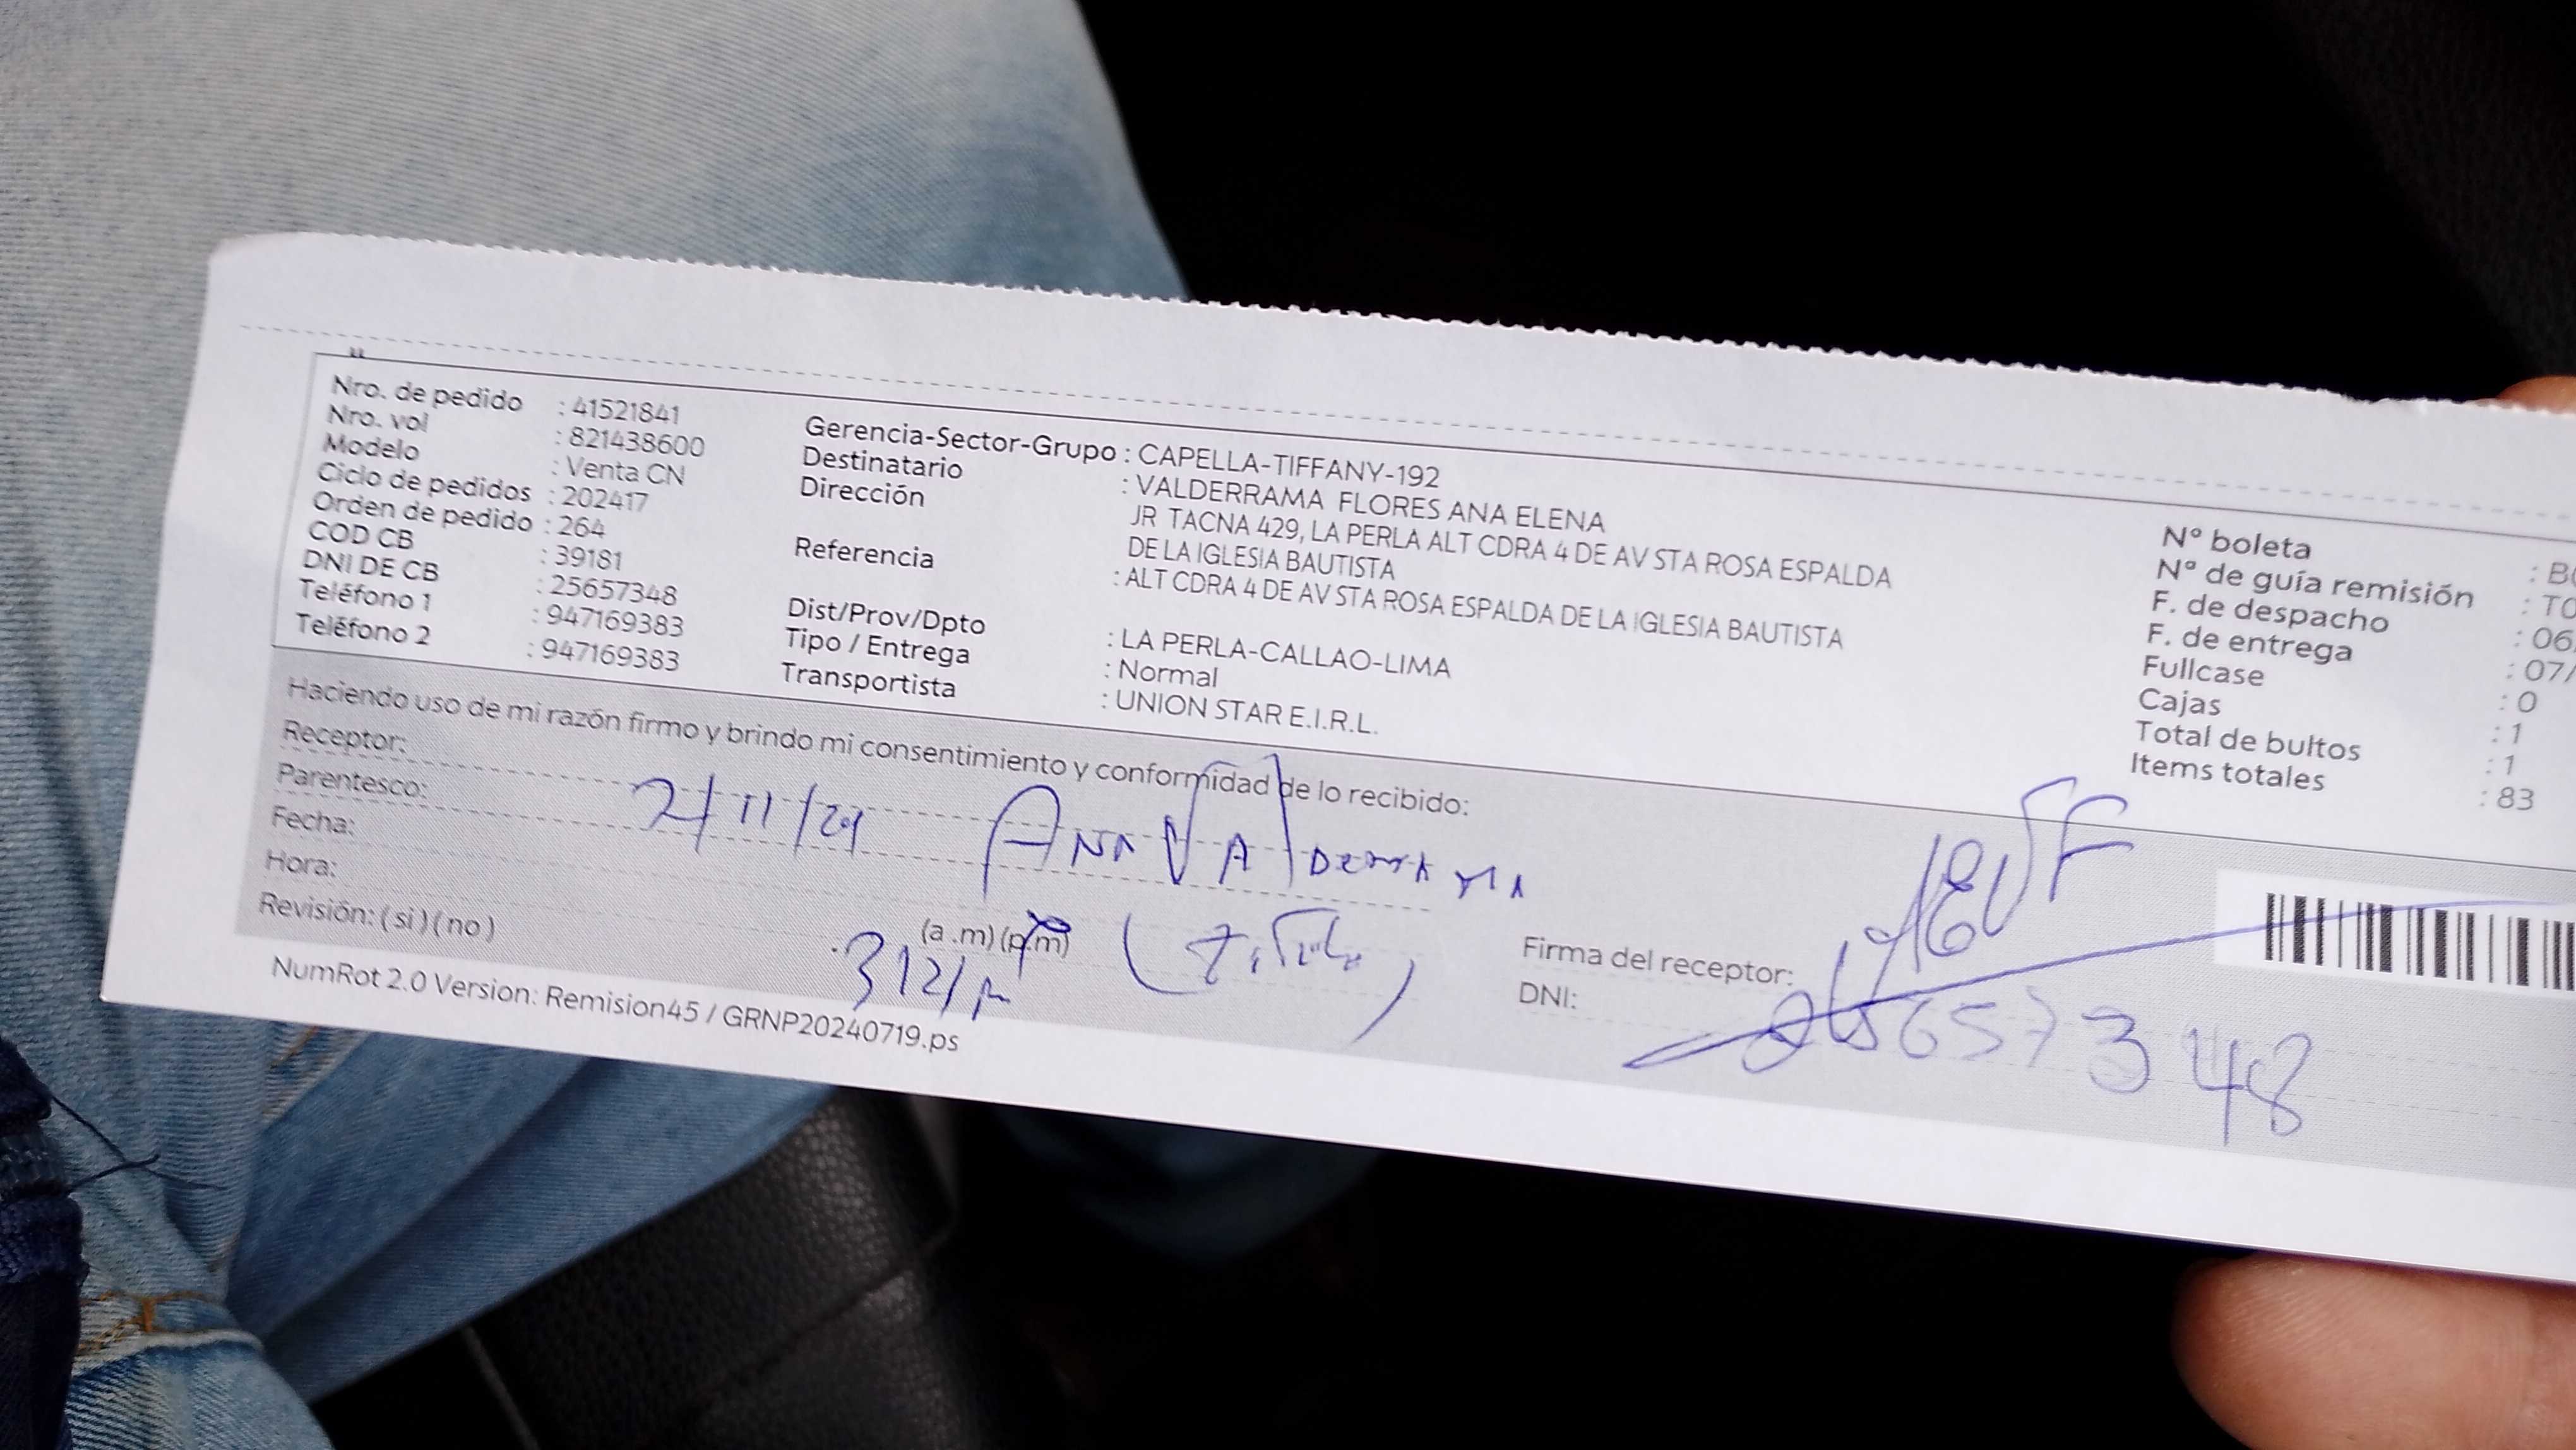 Nro. de pedido : 41521841
Nro. vol : 821438600
Modelo : Venta CN
Ciclo de pedidos : 202417
Orden de pedido : 264
COD CB : 39181
DNI DE CB : 25657348
Teléfono 1 : 947169383
Teléfono 2 : 947169383
Gerencia-Sector-Grupo : CAPELLA-TIFFANY-192
Destinatario : VALDERRAMA FLORES ANA ELENA
Dirección JR TACNA 429, LA PERLA ALT CDRA 4 DE AV STA ROSA ESPALDA
DE LA IGLESIA BAUTISTA
Referencia : ALT CDRA 4 DE AV STA ROSA ESPALDA DE LA IGLESIA BAUTISTA
Dist/Prov/Dpto : LA PERLA-CALLAO-LIMA
Tipo / Entrega : Normal
Transportista : UNION STAR E.I.R.L.
N° boleta : B
N° de guía remisión : T0
F. de despacho : 06
F. de entrega : 07/
Fullcase : 0
Cajas : 1
Total de bultos : 1
Items totales : 83
Haciendo uso de mi razón firmo y brindo mi consentimiento y conformidad de lo recibido:
Receptor:
Parentesco:
Fecha:
Hora:
(a .m) (p.m)
Revisión: ( si ) ( no )
Ana Valderrama
Firma del receptor:
DNI: 25657348
NumRot 2.0 Version: Remision45 / GRNP20240719.ps